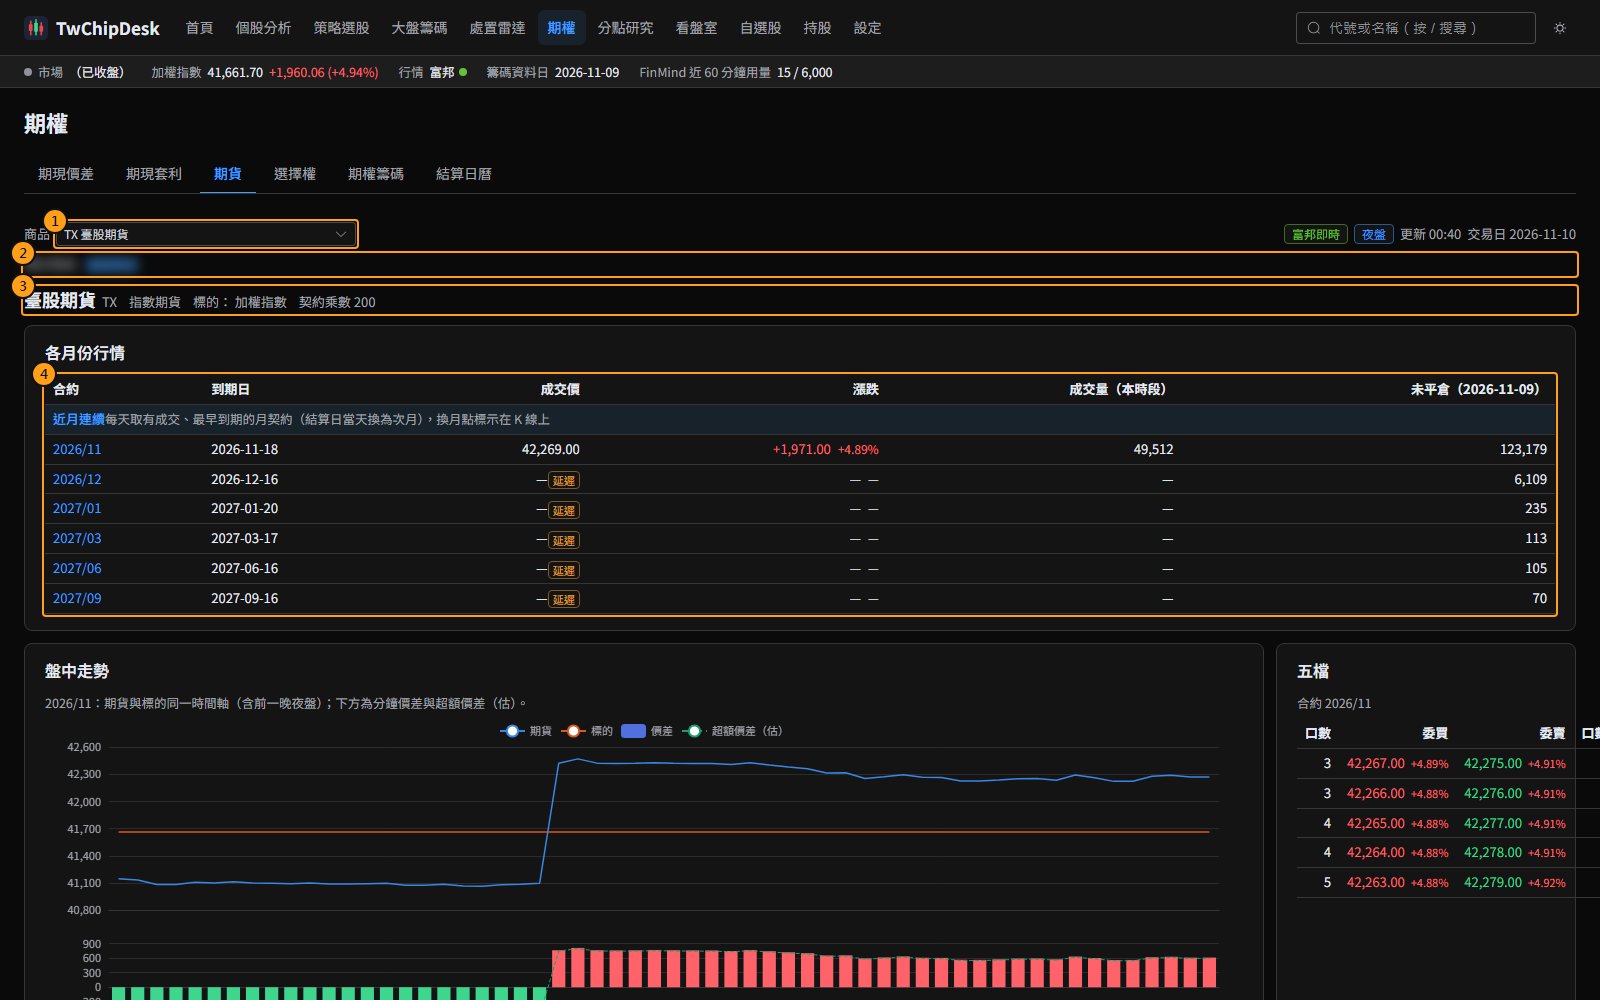 TwChipDesk 首頁 個股分析 策略選股 大盤籌碼 處置雷達 期權 分點研究 看盤室 自選股 持股 設定 代號或名稱（按 / 搜尋）
市場 （已收盤） 加權指數 41,661.70 +1,960.06 (+4.94%) 行情 富邦 籌碼資料日 2026-11-09 FinMind 近 60 分鐘用量 15 / 6,000
期權
期現價差 期現套利 期貨 選擇權 期權籌碼 結算日曆
1
商品 TX 臺股期貨 富邦即時 夜盤 更新 00:40 交易日 2026-11-10
2
3
臺股期貨 TX 指數期貨 標的： 加權指數 契約乘數 200
各月份行情
4
合約 到期日 成交價 漲跌 成交量（本時段） 未平倉（2026-11-09）
近月連續每天取有成交、最早到期的月契約（結算日當天換為次月），換月點標示在 K 線上
2026/11 2026-11-18 42,269.00 +1,971.00 +4.89% 49,512 123,179
2026/12 2026-12-16 — 延遲 — — — 6,109
2027/01 2027-01-20 — 延遲 — — — 235
2027/03 2027-03-17 — 延遲 — — — 113
2027/06 2027-06-16 — 延遲 — — — 105
2027/09 2027-09-16 — 延遲 — — — 70
盤中走勢
2026/11：期貨與標的同一時間軸（含前一晚夜盤）；下方為分鐘價差與超額價差（估）。
期貨 標的 價差 超額價差（估）
42,600
42,300
42,000
41,700
41,400
41,100
40,800
900
600
300
0
五檔
合約 2026/11
口數 委買 委賣
3 42,267.00 +4.89% 42,275.00 +4.91%
3 42,266.00 +4.88% 42,276.00 +4.91%
4 42,265.00 +4.88% 42,277.00 +4.91%
4 42,264.00 +4.88% 42,278.00 +4.91%
5 42,263.00 +4.88% 42,279.00 +4.92%